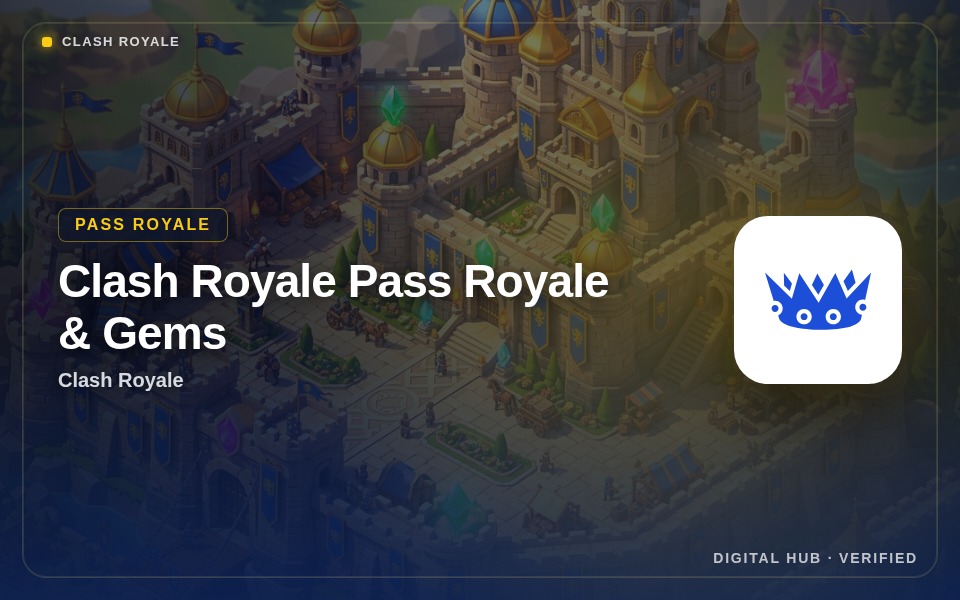 CLASH ROYALE
PASS ROYALE
Clash Royale Pass Royale
& Gems
Clash Royale
DIGITAL HUB · VERIFIED